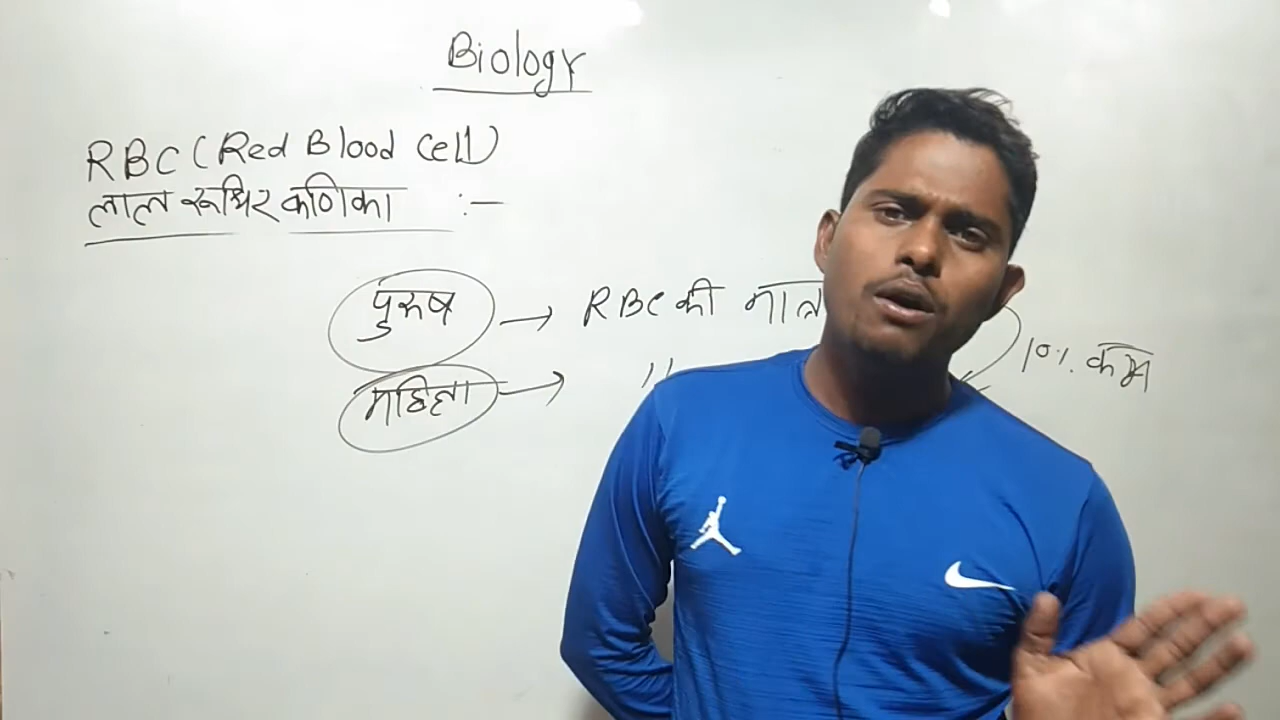 Biology
RBC (Red Blood Cell)
लाल रूधिर कणिका :-
पुरुष → RBC की मात्र
महिला → "
10% कम